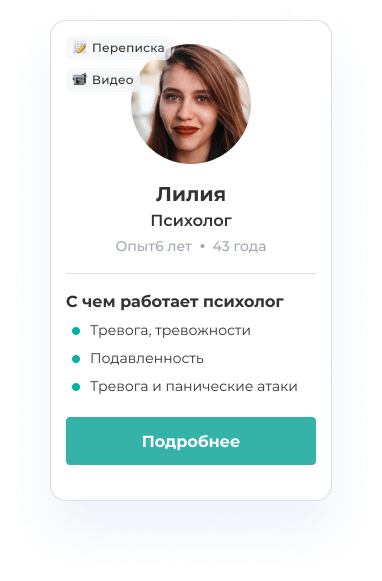 📝 Переписка
📹 Видео
Лилия
Психолог
Опыт6 лет • 43 года
С чем работает психолог
Тревога, тревожности
Подавленность
Тревога и панические атаки
Подробнее